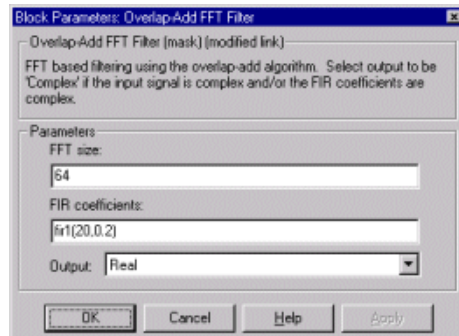 Block Parameters: Overlap-Add FFT Filter
Overlap-Add FFT Filter (mask) (modified link)
FFT based filtering using the overlap-add algorithm. Select output to be
'Complex' if the input signal is complex and/or the FIR coefficients are
complex.
Parameters
FFT size:
64
FIR coefficients:
fir1(20,0.2)
Output: Real
OK Cancel Help Apply